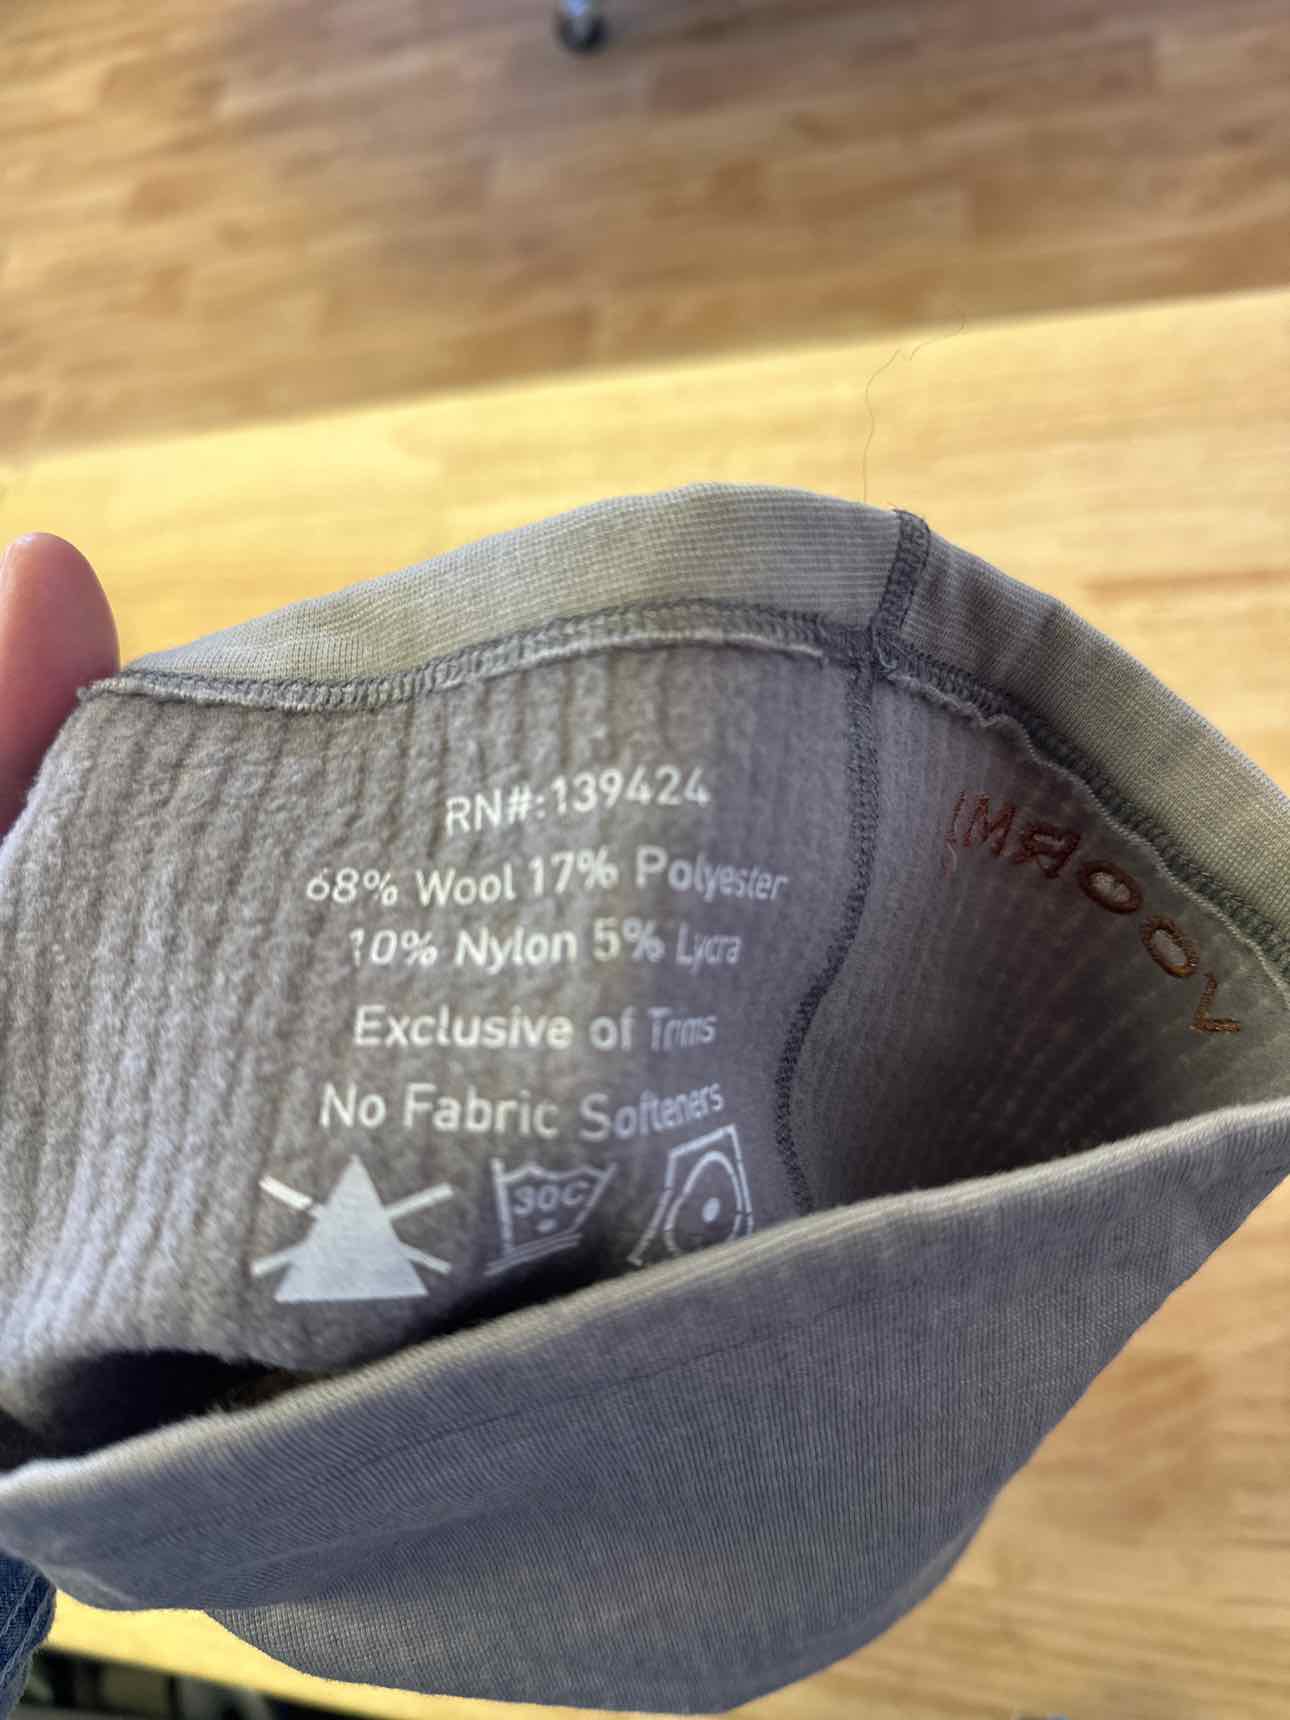 RN#:139424
68% Wool 17% Polyester
10% Nylon 5% Lycra
Exclusive of Trims
No Fabric Softeners
30C